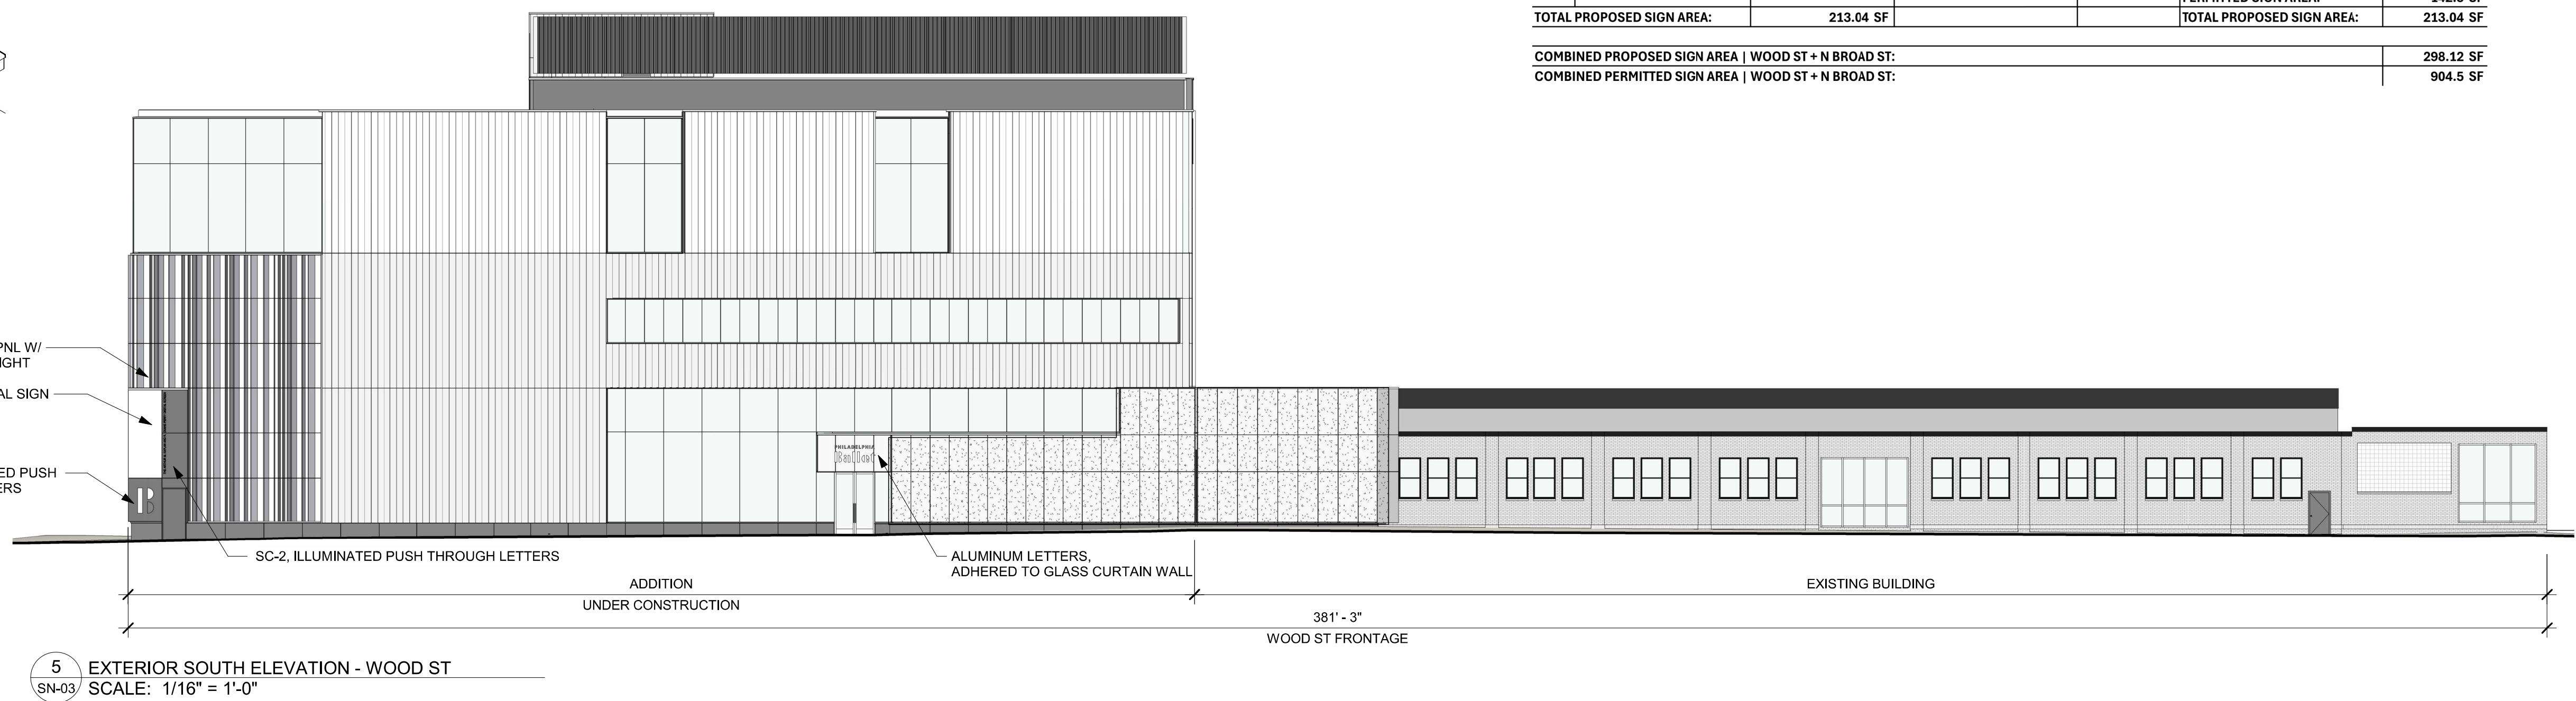 TOTAL PROPOSED SIGN AREA: 213.04 SF TOTAL PROPOSED SIGN AREA: 213.04 SF
COMBINED PROPOSED SIGN AREA | WOOD ST + N BROAD ST: 298.12 SF
COMBINED PERMITTED SIGN AREA | WOOD ST + N BROAD ST: 904.5 SF
PNL W/
AL SIGN
ED PUSH
PHILADELPHIA
Ballet
B
SC-2, ILLUMINATED PUSH THROUGH LETTERS
ALUMINUM LETTERS,
ADHERED TO GLASS CURTAIN WALL
ADDITION
UNDER CONSTRUCTION
EXISTING BUILDING
381' - 3"
WOOD ST FRONTAGE
5
SN-03
EXTERIOR SOUTH ELEVATION - WOOD ST
SCALE: 1/16" = 1'-0"